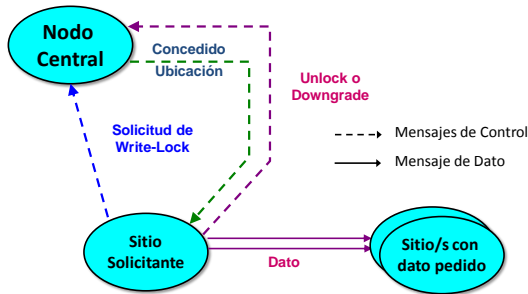 Nodo
Central
Concedido
Ubicación
Unlock o
Downgrade
Solicitud de
Write-Lock
Mensajes de Control
Mensaje de Dato
Sitio
Solicitante
Dato
Sitio/s con
dato pedido